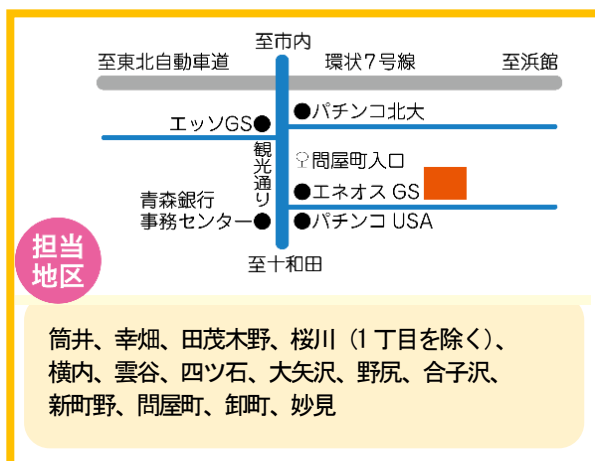 至市内
至東北自動車道
環状7号線
至浜館
エッソGS●
●パチンコ北大
観光通り
問屋町入口
●エネオス GS
青森銀行
事務センター●
●パチンコ USA
至十和田
担当
地区
筒井、幸畑、田茂木野、桜川（1丁目を除く）、
横内、雲谷、四ツ石、大矢沢、野尻、合子沢、
新町野、問屋町、卸町、妙見